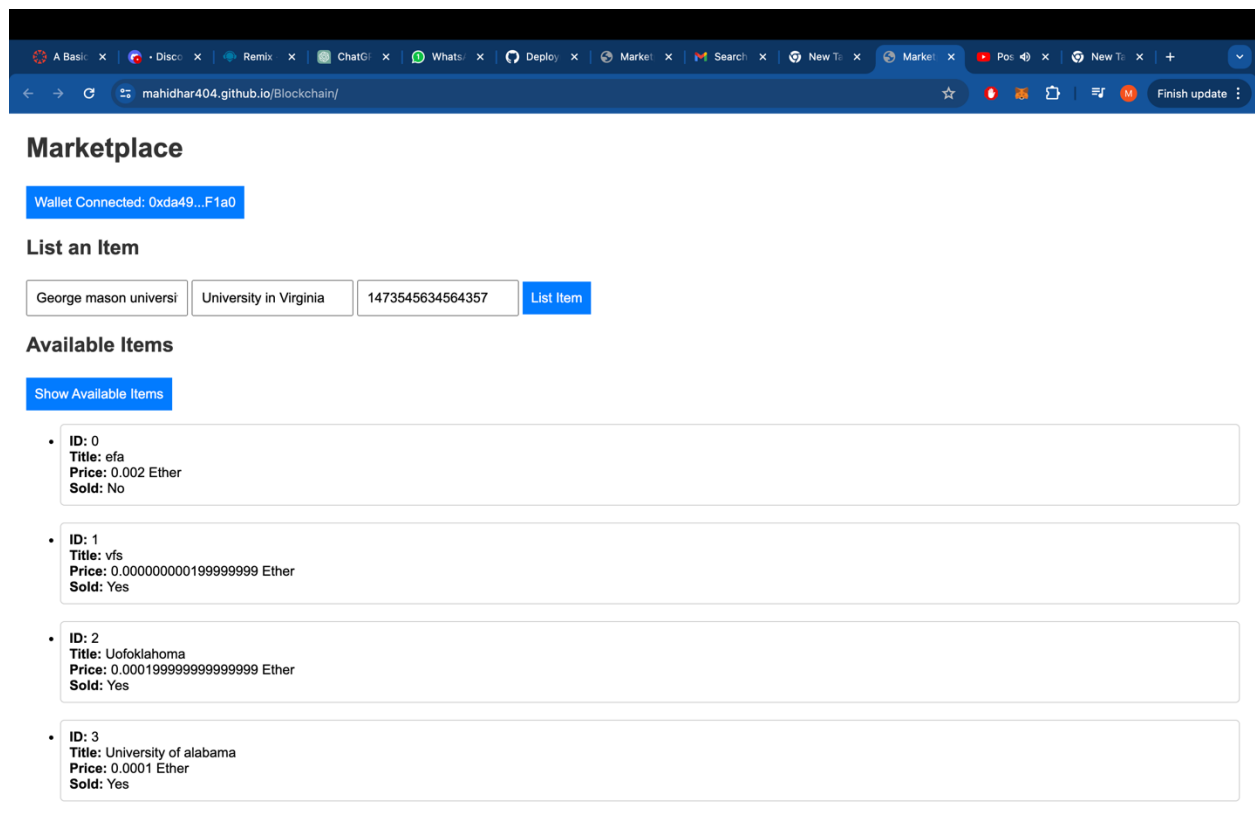 A Basic
· Disco
Remix
ChatGP
Whats
Deploy
Market
Search
New Ta
Market
Pos
New Ta
mahidhar404.github.io/Blockchain/
M
Finish update
Marketplace
Wallet Connected: 0xda49...F1a0
List an Item
George mason universi University in Virginia 1473545634564357 List Item
Available Items
Show Available Items
ID: 0
Title: efa
Price: 0.002 Ether
Sold: No
ID: 1
Title: vfs
Price: 0.000000000199999999 Ether
Sold: Yes
ID: 2
Title: Uofoklahoma
Price: 0.000199999999999999 Ether
Sold: Yes
ID: 3
Title: University of alabama
Price: 0.0001 Ether
Sold: Yes